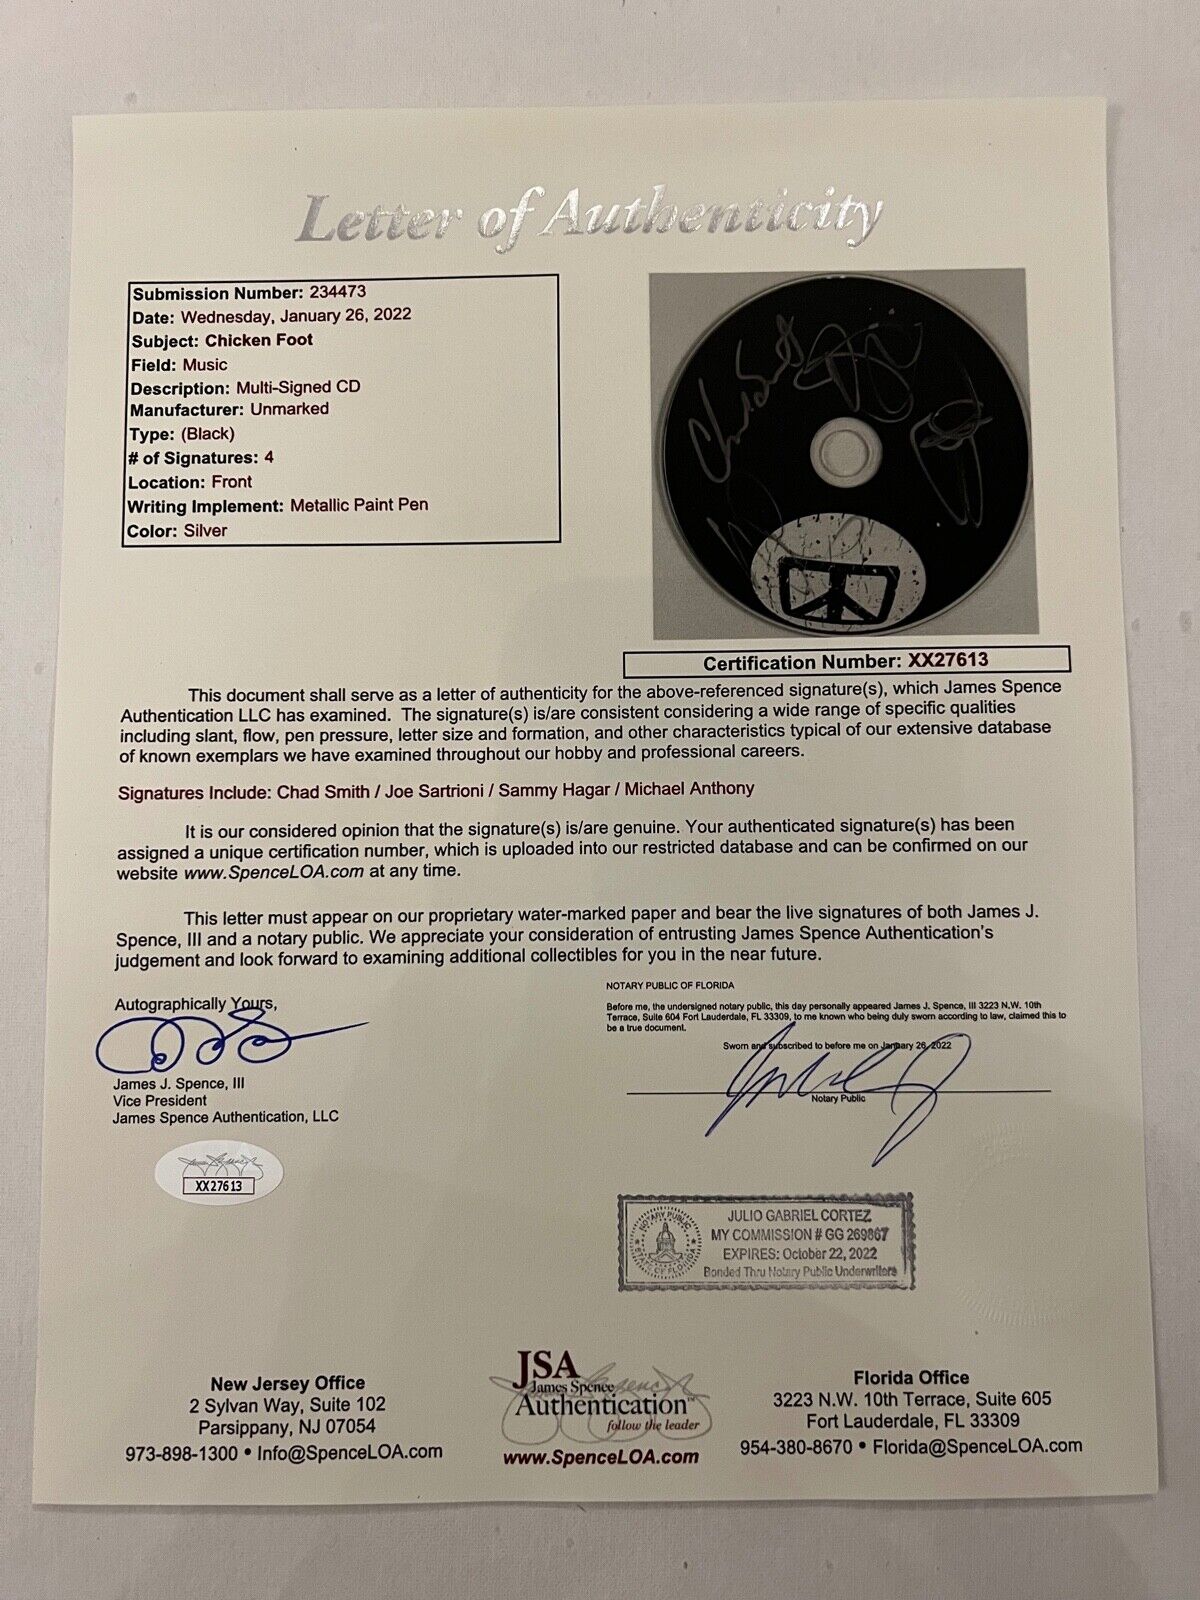 Letter of Authenticity
Submission Number: 234473
Date: Wednesday, January 26, 2022
Subject: Chicken Foot
Field: Music
Description: Multi-Signed CD
Manufacturer: Unmarked
Type: (Black)
# of Signatures: 4
Location: Front
Writing Implement: Metallic Paint Pen
Color: Silver
Certification Number: XX27613
This document shall serve as a letter of authenticity for the above-referenced signature(s), which James Spence
Authentication LLC has examined. The signature(s) is/are consistent considering a wide range of specific qualities
including slant, flow, pen pressure, letter size and formation, and other characteristics typical of our extensive database
of known exemplars we have examined throughout our hobby and professional careers.
Signatures Include: Chad Smith / Joe Sartrioni / Sammy Hagar / Michael Anthony
It is our considered opinion that the signature(s) is/are genuine. Your authenticated signature(s) has been
assigned a unique certification number, which is uploaded into our restricted database and can be confirmed on our
website www.SpenceLOA.com at any time.
This letter must appear on our proprietary water-marked paper and bear the live signatures of both James J.
Spence, III and a notary public. We appreciate your consideration of entrusting James Spence Authentication's
judgement and look forward to examining additional collectibles for you in the near future.
Autographically Yours,
James J. Spence, III
Vice President
James Spence Authentication, LLC
XX27613
NOTARY PUBLIC OF FLORIDA
Before me, the undersigned notary public, this day personally appeared James J. Spence, III 3223 N.W. 10th
Terrace, Suite 604 Fort Lauderdale, FL 33309, to me known who being duly sworn according to law, claimed this to
be a true document.
Sworn and subscribed to before me on January 26, 2022
Notary Public
NOTARY PUBLIC
STATE OF FLORIDA
JULIO GABRIEL CORTEZ
MY COMMISSION # GG 269867
EXPIRES: October 22, 2022
Bonded Thru Notary Public Underwriters
New Jersey Office
2 Sylvan Way, Suite 102
Parsippany, NJ 07054
973-898-1300 • Info@SpenceLOA.com
JSA
James Spence
Authentication™
follow the leader
www.SpenceLOA.com
Florida Office
3223 N.W. 10th Terrace, Suite 605
Fort Lauderdale, FL 33309
954-380-8670 • Florida@SpenceLOA.com